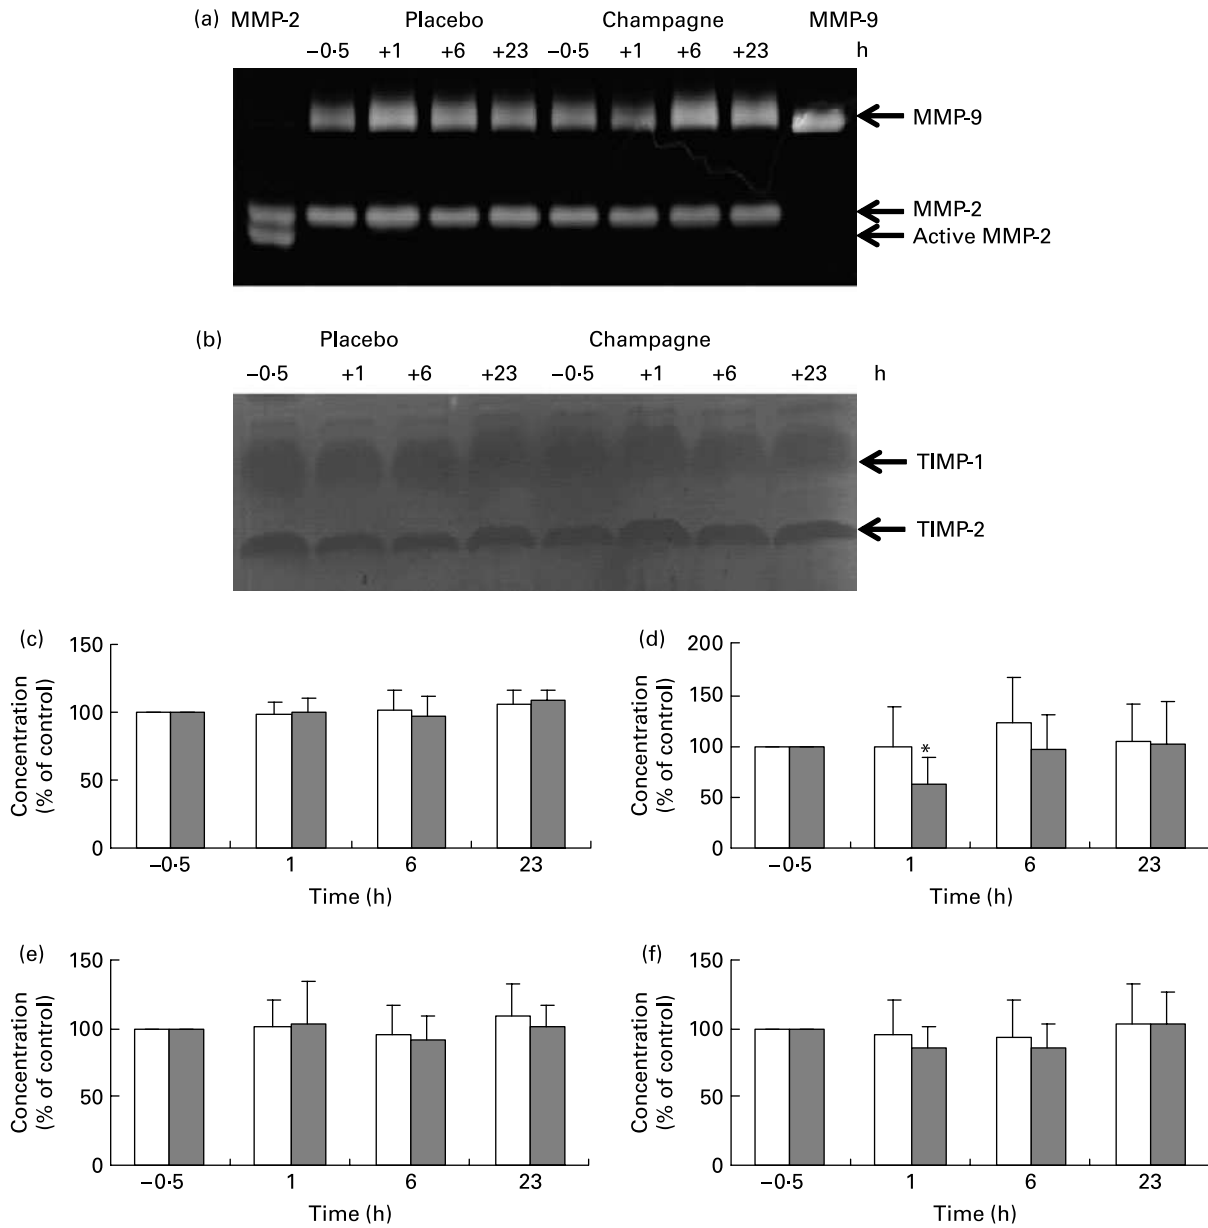 (a) MMP-2 Placebo Champagne MMP-9
−0·5 +1 +6 +23 −0·5 +1 +6 +23 h
MMP-9
MMP-2
Active MMP-2
(b) Placebo Champagne
−0·5 +1 +6 +23 −0·5 +1 +6 +23 h
TIMP-1
TIMP-2
(c)
Concentration
(% of control)
150
100
50
0
−0·5 1 6 23
Time (h)
(d)
Concentration
(% of control)
200
150
100
50
0
*
−0·5 1 6 23
Time (h)
(e)
Concentration
(% of control)
150
100
50
0
−0·5 1 6 23
Time (h)
(f)
Concentration
(% of control)
150
100
50
0
−0·5 1 6 23
Time (h)